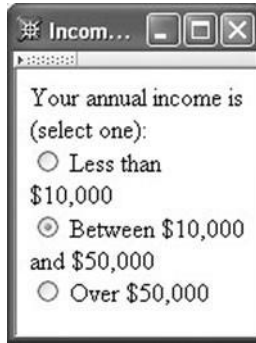 Incom...
Your annual income is
(select one):
Less than
$10,000
Between $10,000
and $50,000
Over $50,000